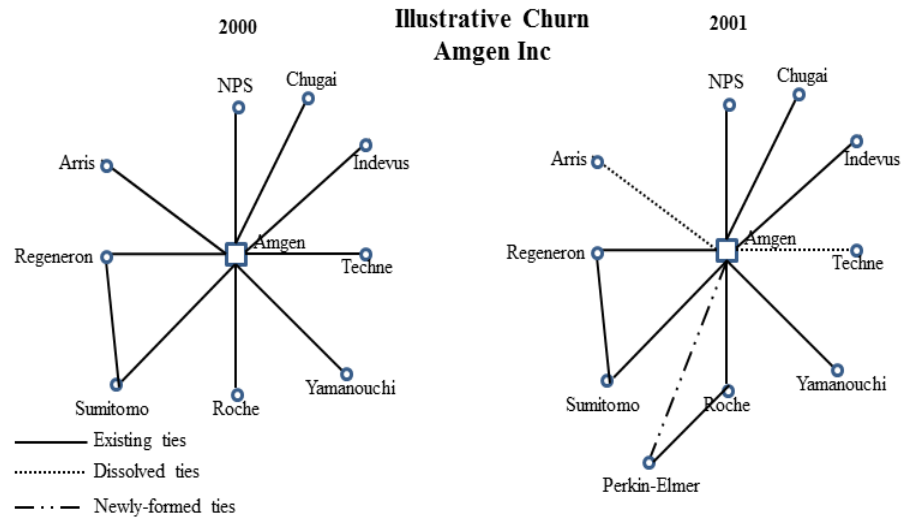 Illustrative Churn
Amgen Inc
2000
NPS
Chugai
Arris
Indevus
Amgen
Regeneron
Techne
Sumitomo
Roche
Yamanouchi
2001
NPS
Chugai
Arris
Indevus
Amgen
Regeneron
Techne
Sumitomo
Roche
Yamanouchi
Perkin-Elmer
Existing ties
Dissolved ties
Newly-formed ties